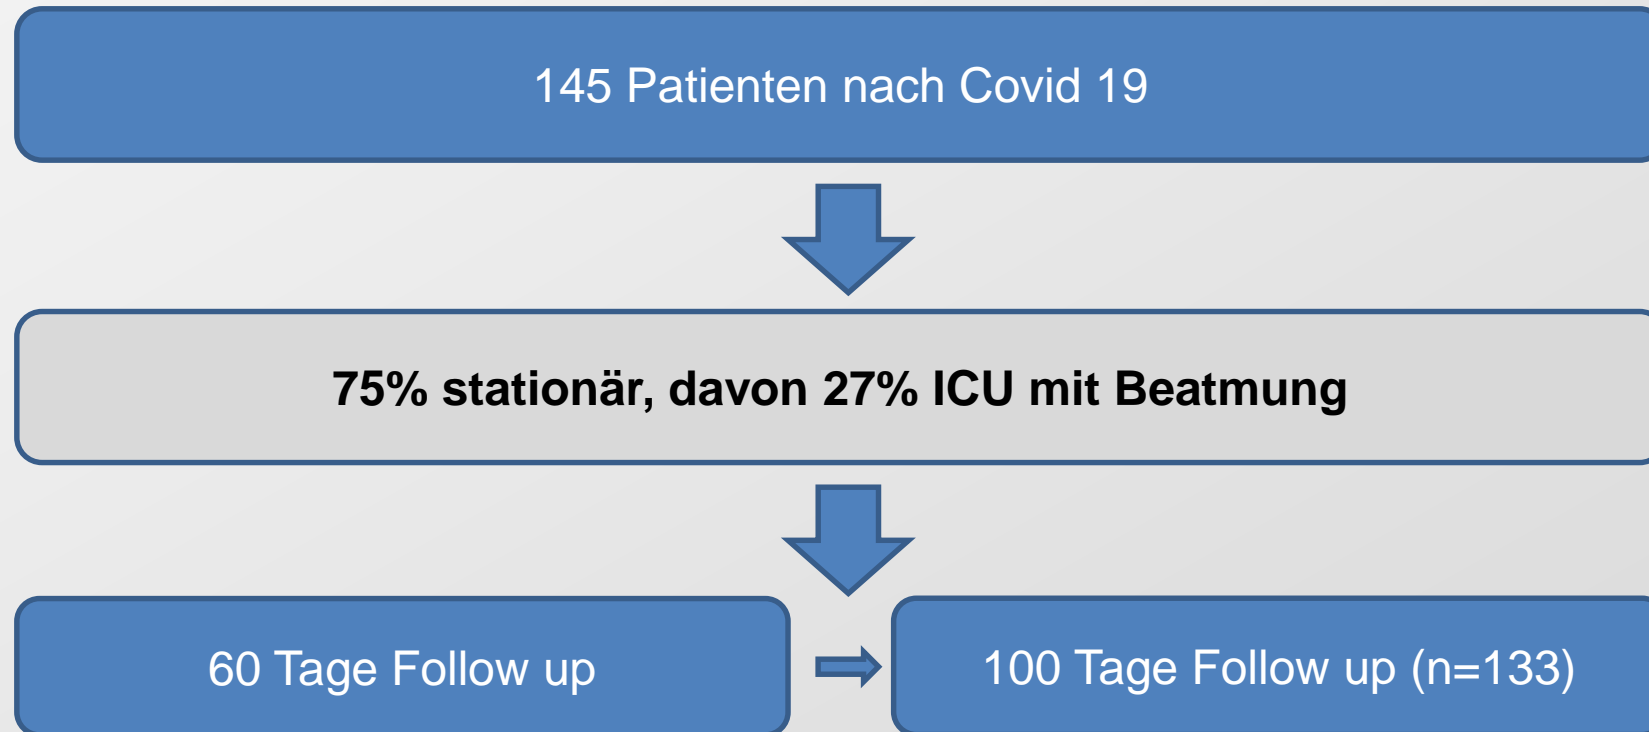 145 Patienten nach Covid 19
75% stationär, davon 27% ICU mit Beatmung
60 Tage Follow up
100 Tage Follow up (n=133)